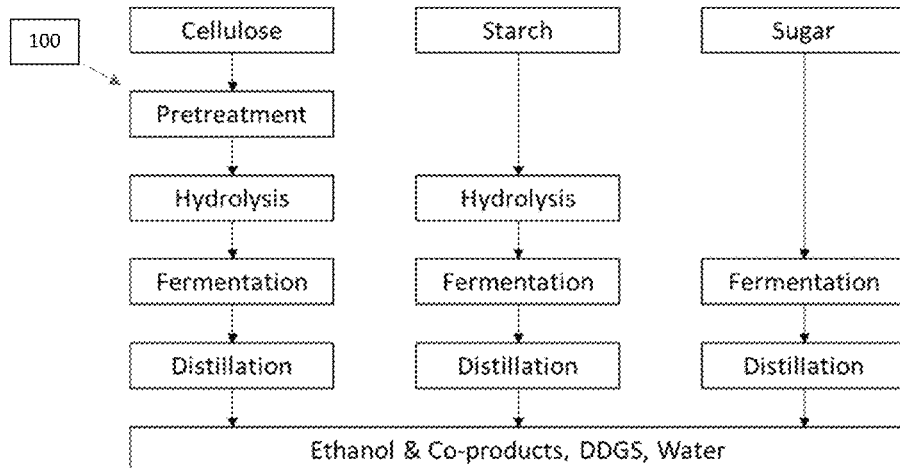 100
Cellulose
Starch
Sugar
Pretreatment
Hydrolysis
Hydrolysis
Fermentation
Fermentation
Fermentation
Distillation
Distillation
Distillation
Ethanol & Co-products, DDGS, Water